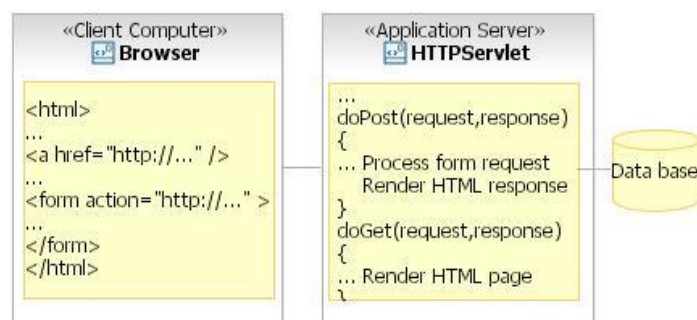 «Client Computer»
Browser
<html>
...
<a href="http://..." />
...
<form action="http://..." >
...
</form>
</html>
«Application Server»
HTTPServlet
...
doPost(request,response)
{
... Process form request
Render HTML response
}
doGet(request,response)
{
... Render HTML page
}
Data base